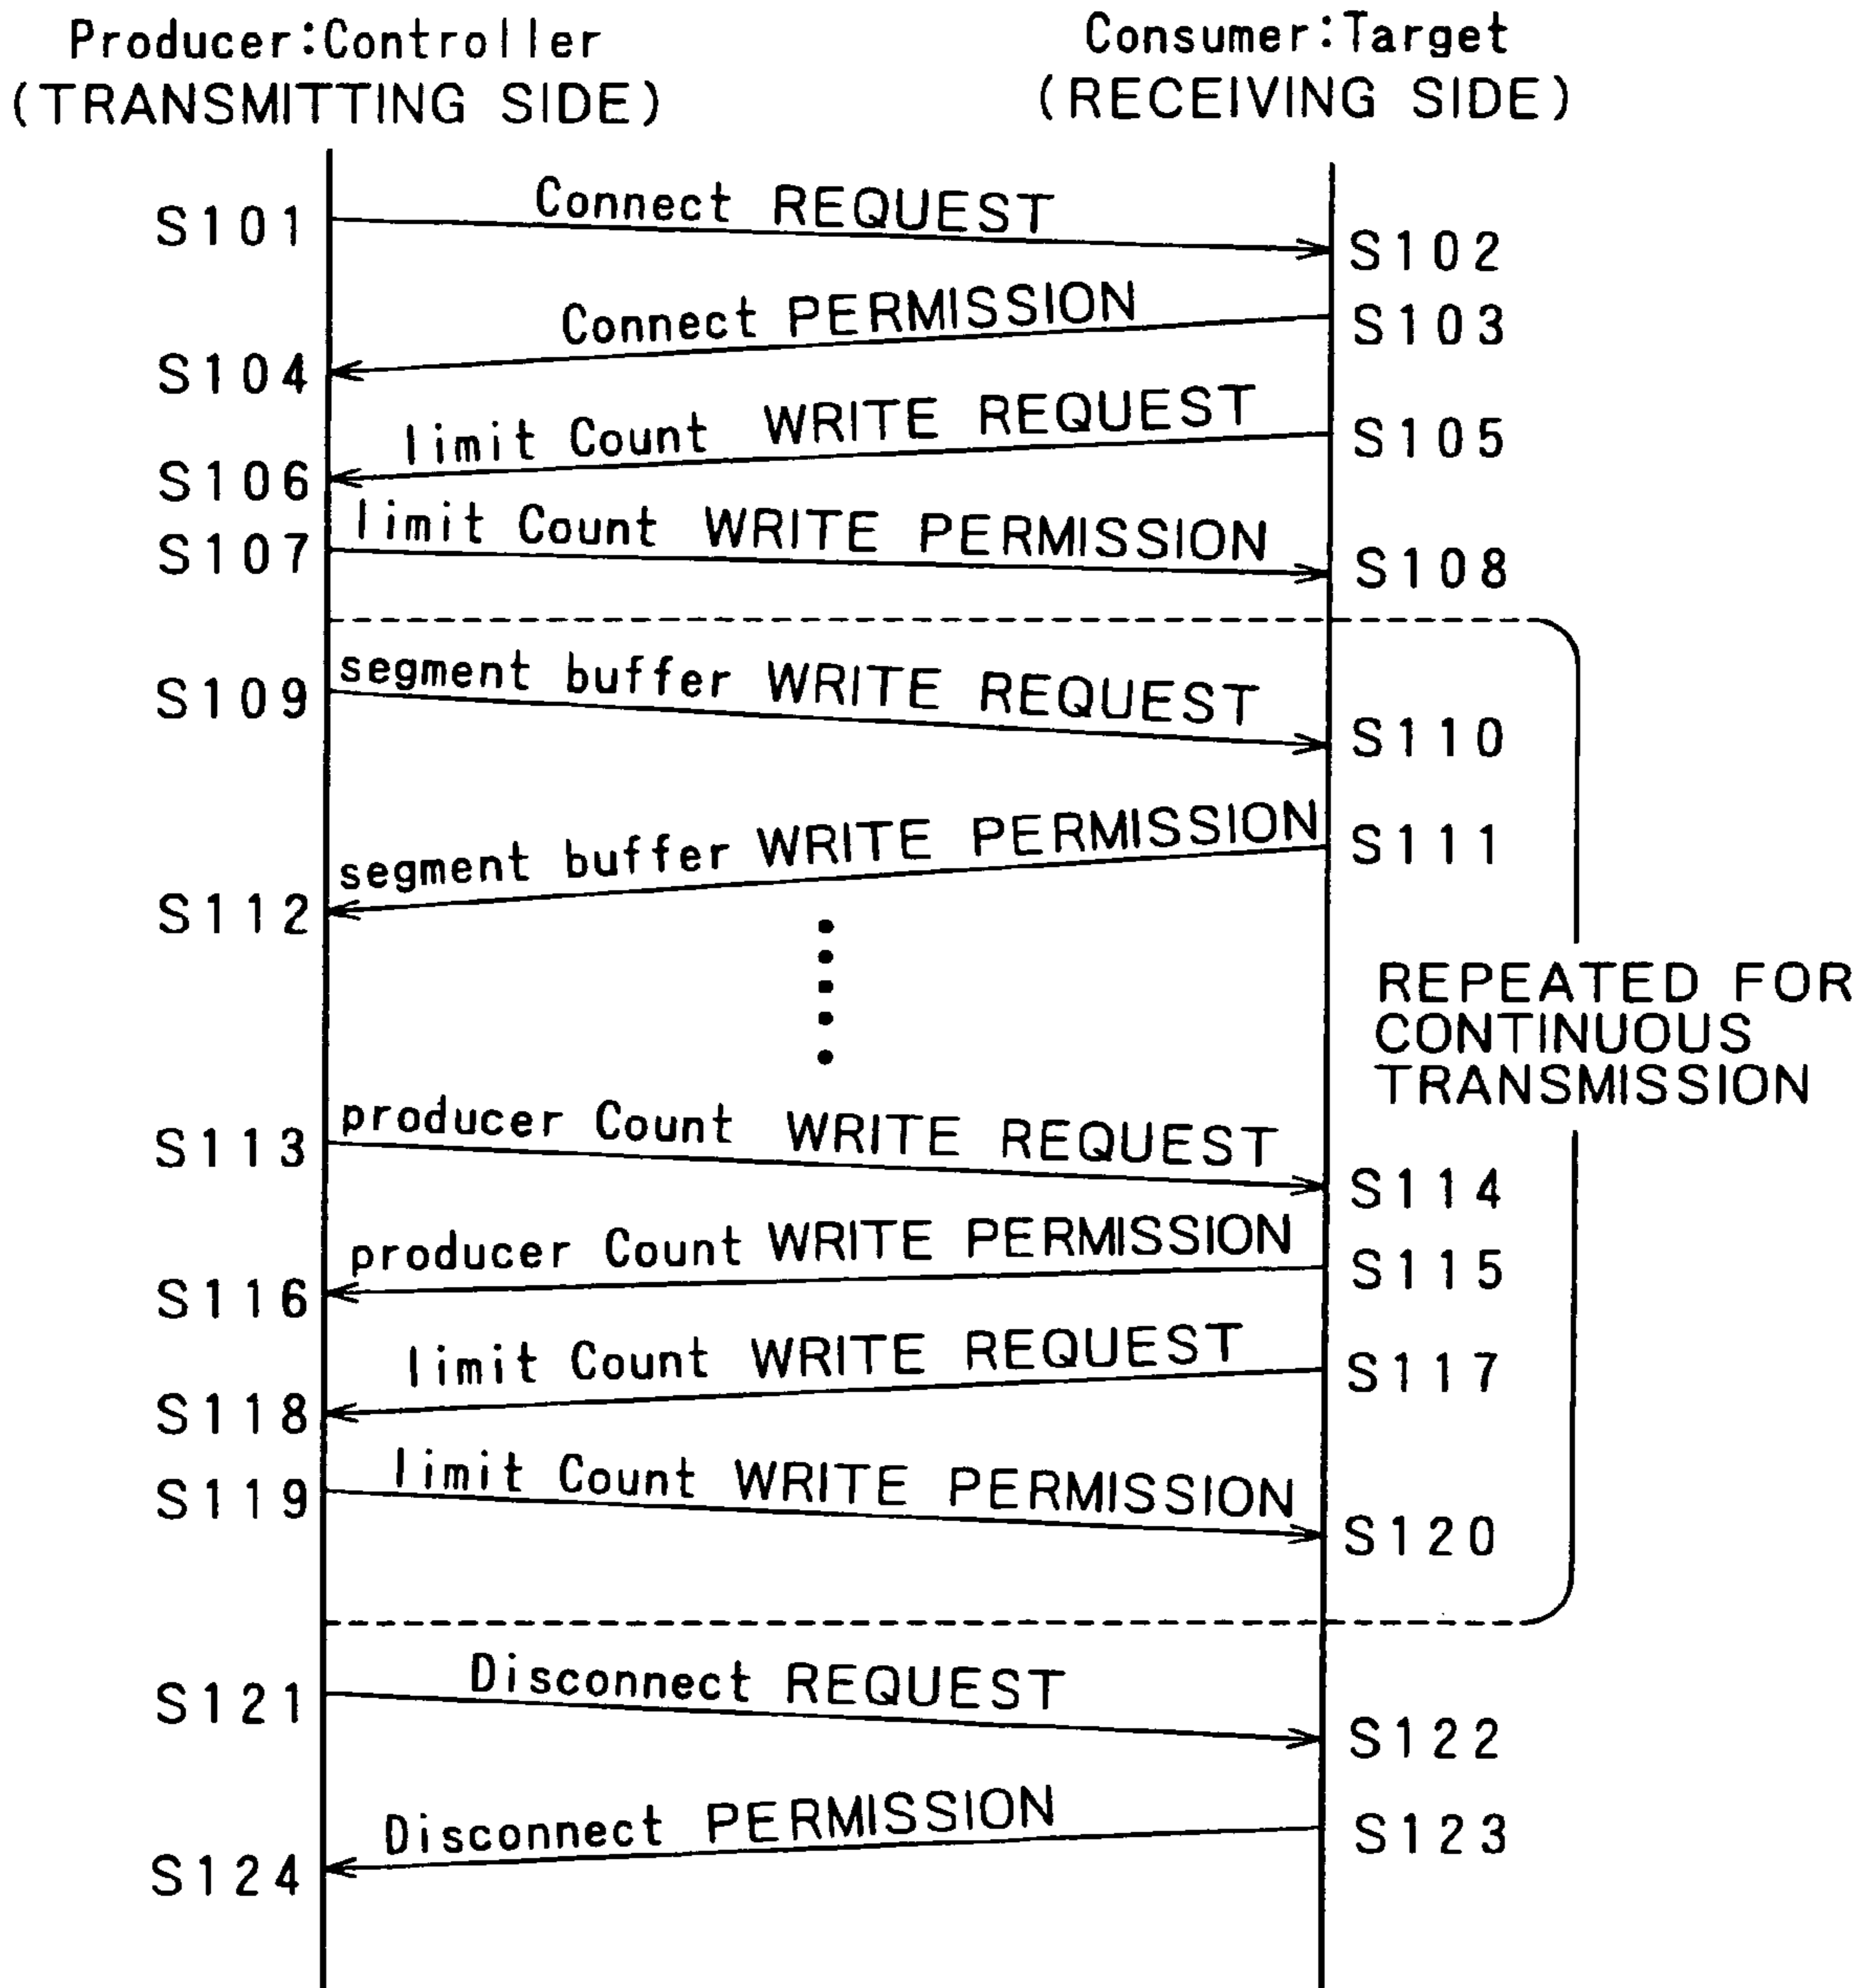 Producer:Controller
(TRANSMITTING SIDE)
Consumer:Target
(RECEIVING SIDE)
S101
Connect REQUEST
S102
Connect PERMISSION
S103
S104
limit Count WRITE REQUEST
S105
S106
limit Count WRITE PERMISSION
S107
S108
segment buffer WRITE REQUEST
S109
S110
segment buffer WRITE PERMISSION
S111
S112
REPEATED FOR
CONTINUOUS
TRANSMISSION
producer Count WRITE REQUEST
S113
S114
producer Count WRITE PERMISSION
S115
S116
limit Count WRITE REQUEST
S117
S118
limit Count WRITE PERMISSION
S119
S120
Disconnect REQUEST
S121
S122
Disconnect PERMISSION
S123
S124